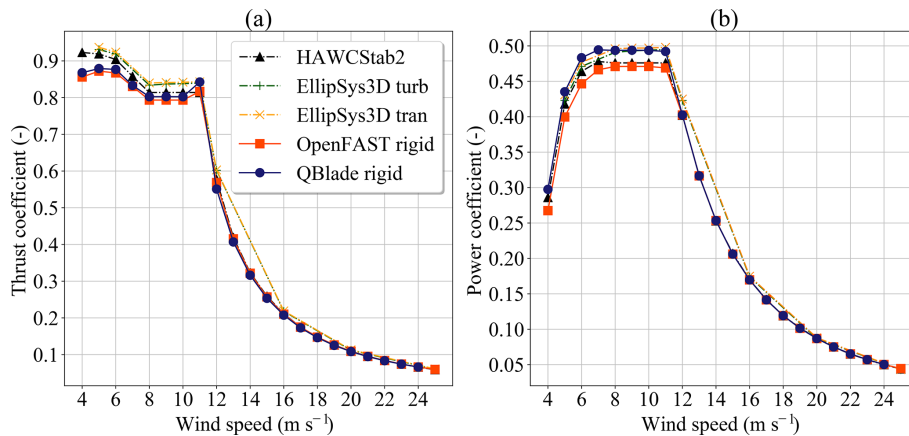 (a)
Thrust coefficient (-)
0.9
0.8
0.7
0.6
0.5
0.4
0.3
0.2
0.1
HAWCStab2
EllipSys3D turb
EllipSys3D tran
OpenFAST rigid
QBlade rigid
4 6 8 10 12 14 16 18 20 22 24
Wind speed (m s⁻¹)
(b)
Power coefficient (-)
0.50
0.45
0.40
0.35
0.30
0.25
0.20
0.15
0.10
0.05
4 6 8 10 12 14 16 18 20 22 24
Wind speed (m s⁻¹)